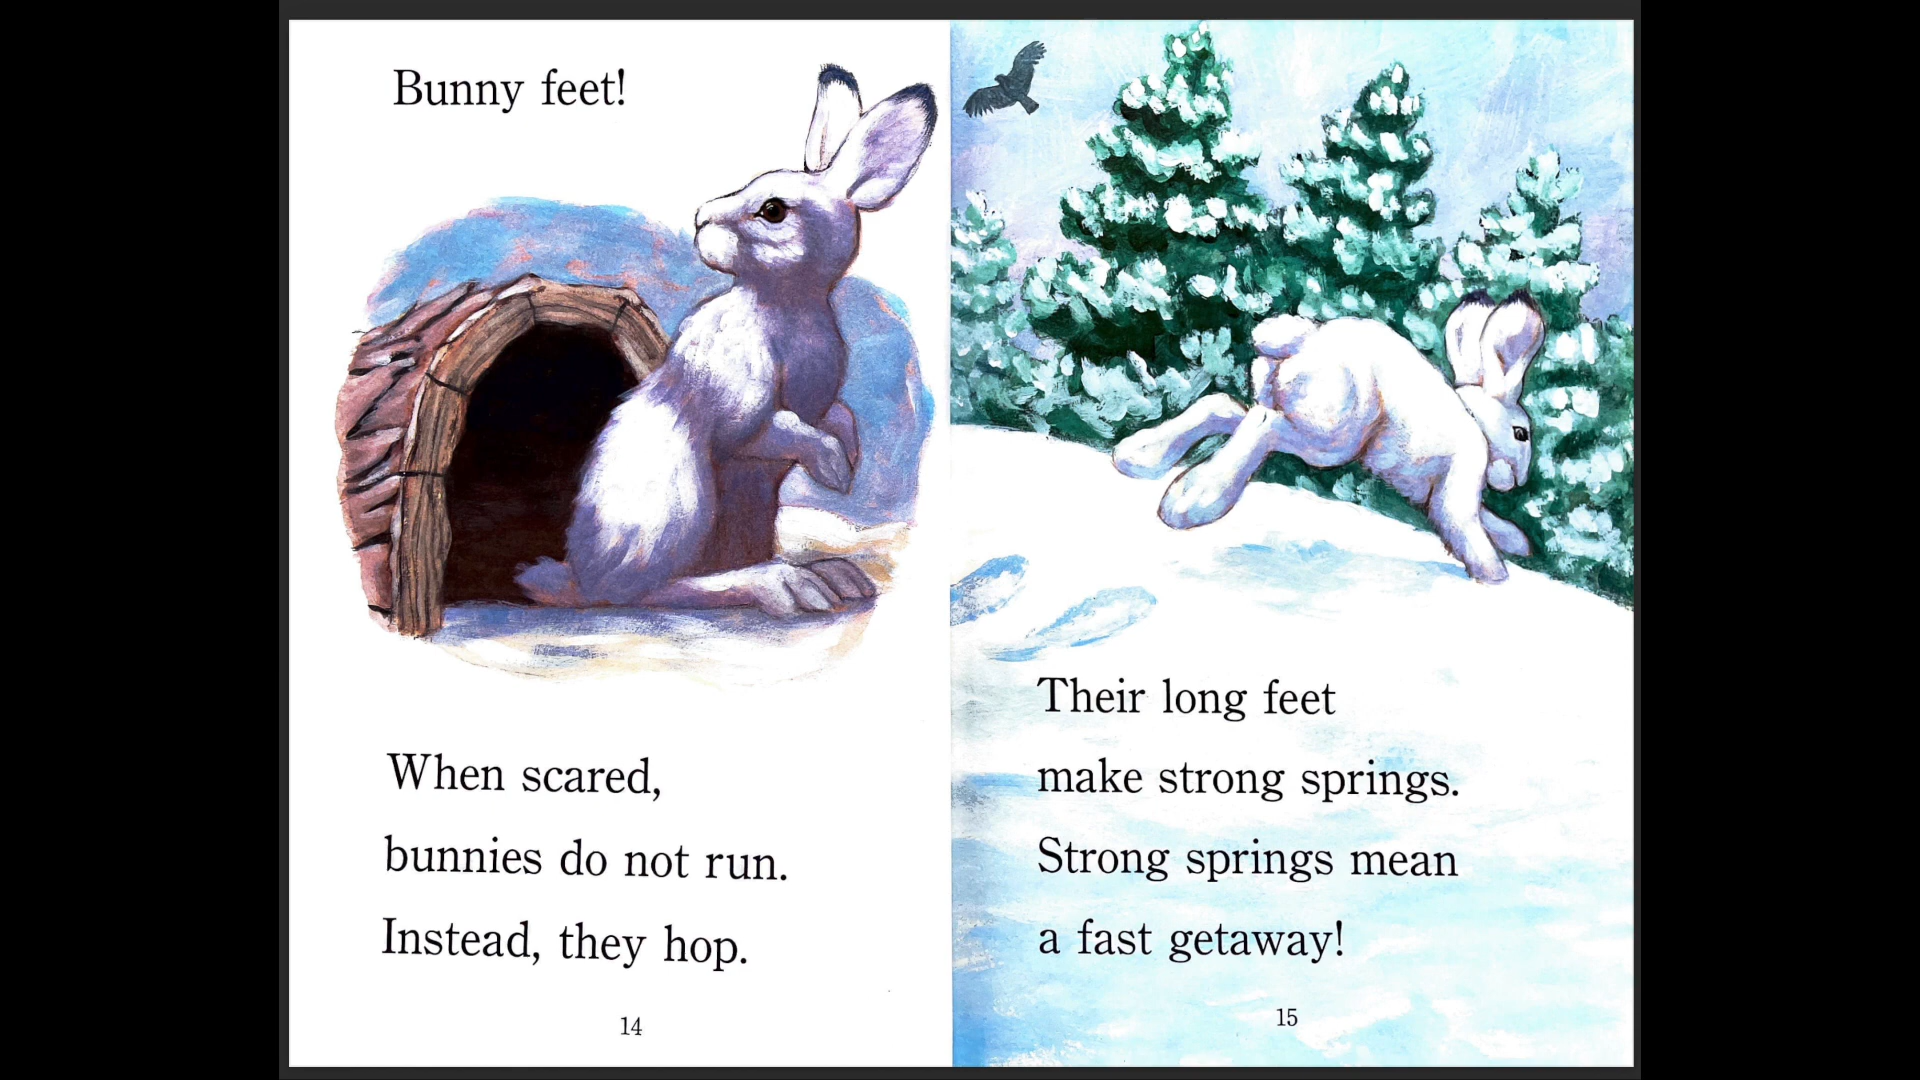 Bunny feet!
When scared,
bunnies do not run.
Instead, they hop.
14
Their long feet
make strong springs.
Strong springs mean
a fast getaway!
15